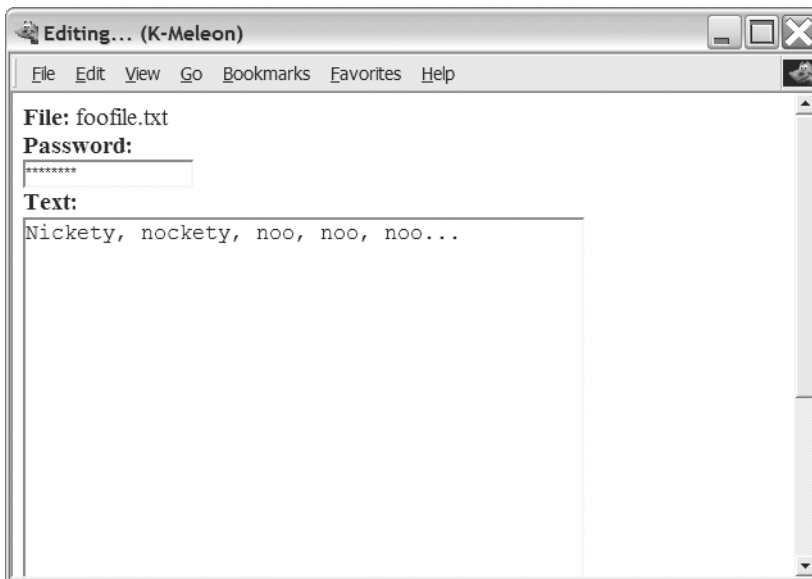 Editing... (K-Meleon)
File Edit View Go Bookmarks Favorites Help
File: foofile.txt
Password:
********
Text:
Nickety, nockety, noo, noo, noo...